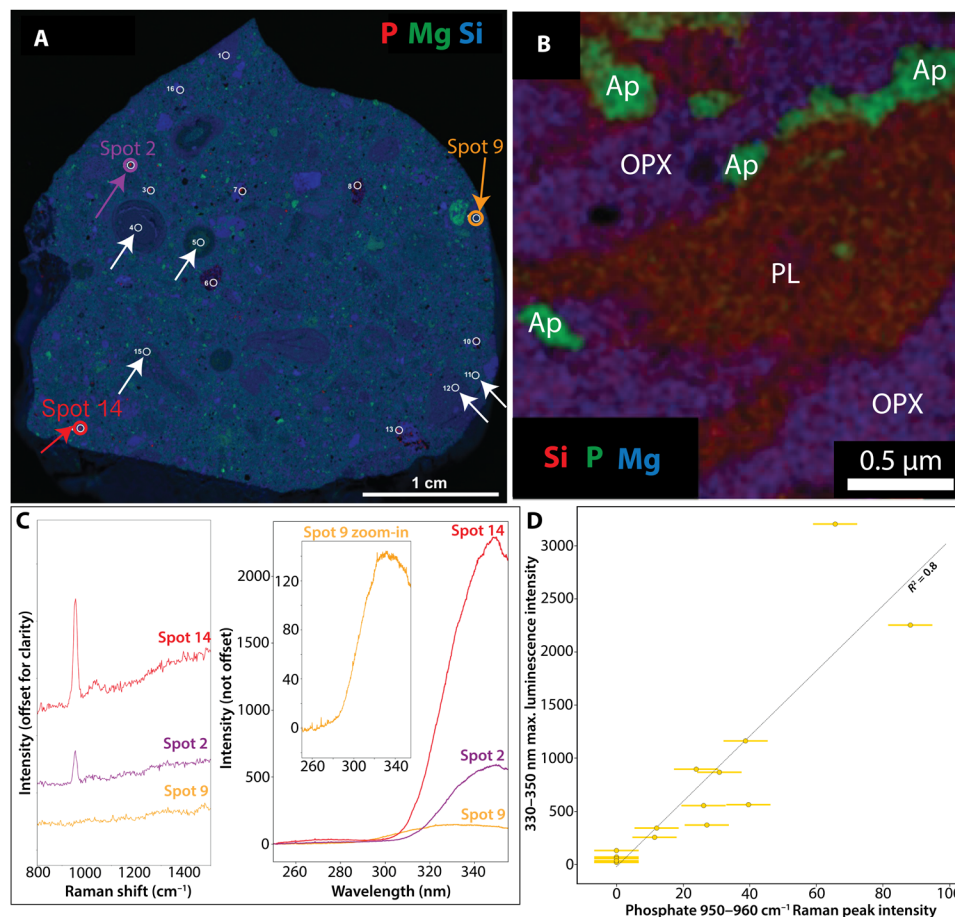 A
P Mg Si
1
16
Spot 2
Spot 9
3
7
8
4
5
6
10
15
11
12
Spot 14
13
1 cm
B
Ap
Ap
OPX
Ap
PL
Ap
OPX
Si P Mg
0.5 μm
C
Intensity (offset for clarity)
Spot 14
Spot 2
Spot 9
800 1000 1200 1400
Raman shift (cm⁻¹)
Intensity (not offset)
2000
1500
1000
500
0
Spot 9 zoom-in
120
80
40
0
250 300 340
Spot 14
Spot 2
Spot 9
260 280 300 320 340
Wavelength (nm)
D
330–350 nm max. luminescence intensity
3000
2500
2000
1500
1000
500
0
R² = 0.8
0 20 40 60 80 100
Phosphate 950–960 cm⁻¹ Raman peak intensity